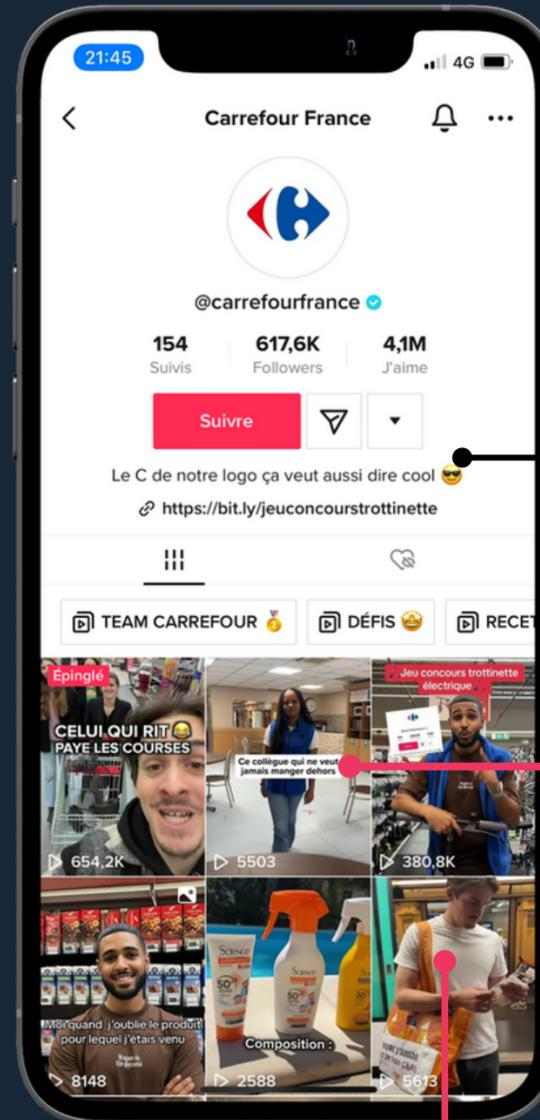 21:45
4G
Carrefour France
@carrefourfrance
154
617,6K
4,1M
Suivis
Followers
J'aime
Suivre
Le C de notre logo ça veut aussi dire cool 😎
https://bit.ly/jeuconcourstrottinette
TEAM CARREFOUR 🥇
DÉFIS 🤩
RECET
Épinglé
CELUI QUI RIT 😂
PAYE LES COURSES
654,2K
Ce collègue qui ne veut
jamais manger dehors
5503
Jeu concours trottinette
électrique
380,8K
Moi quand j'oublie le produit
pour lequel j'étais venu
8148
SCIENCE
50+
SCIENCE
Composition :
2588
5613